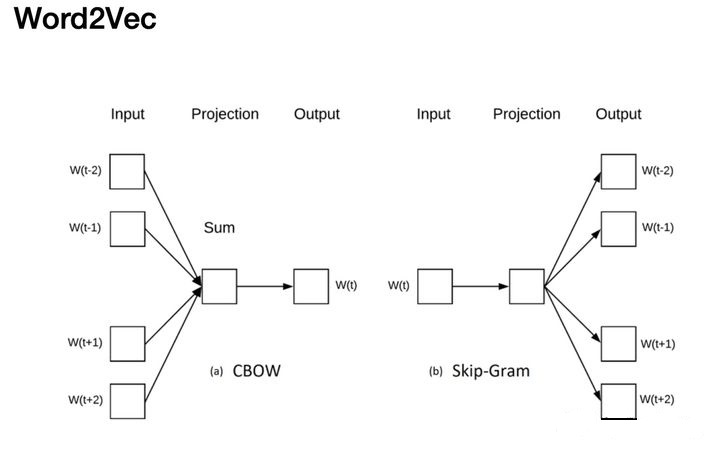 Word2Vec
Input Projection Output Input Projection Output
W(t-2) W(t-2)
W(t-1) Sum W(t-1)
W(t) W(t)
W(t+1) W(t+1)
(a) CBOW (b) Skip-Gram
W(t+2) W(t+2)